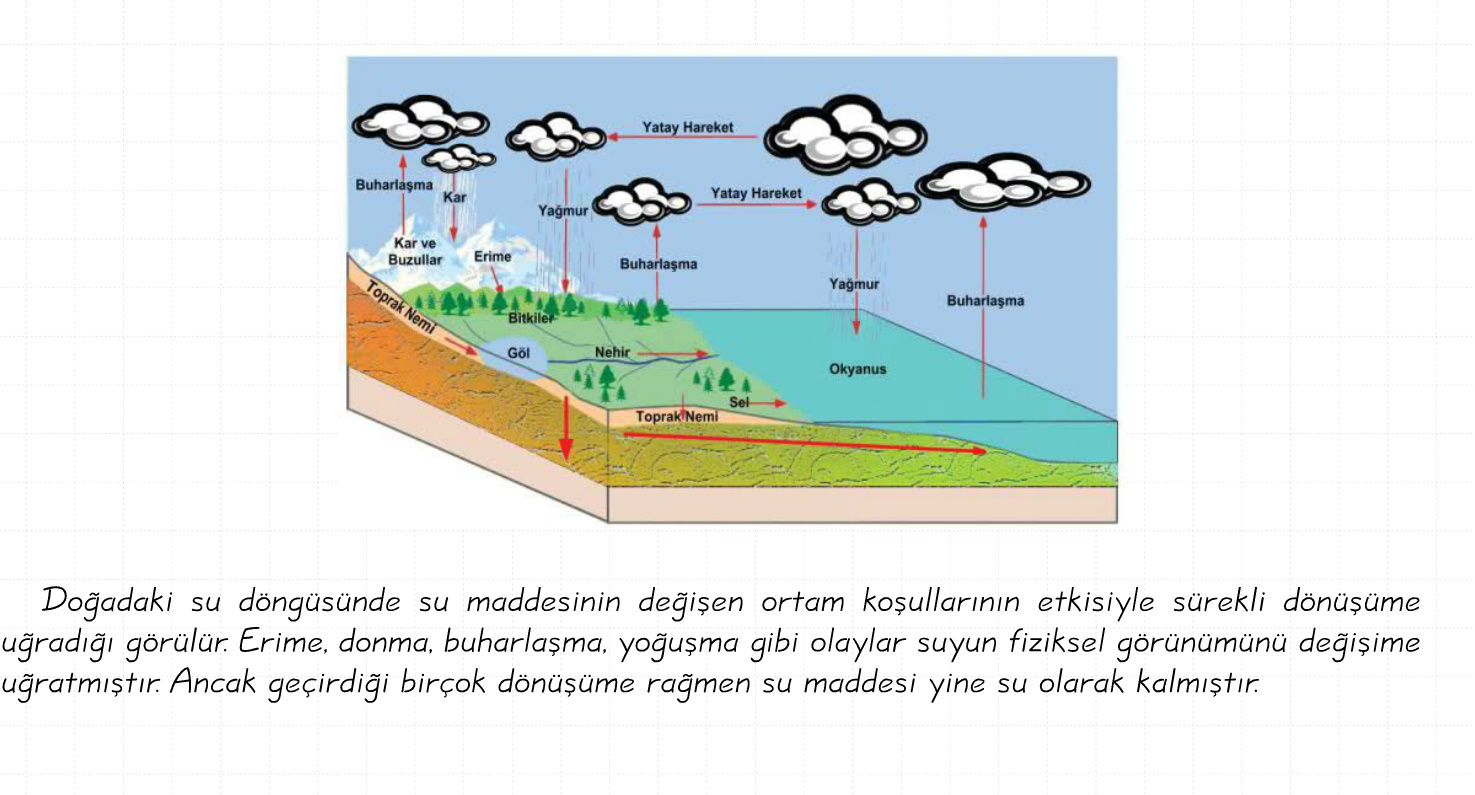 Yatay Hareket
Buharlaşma
Kar
Yatay Hareket
Yağmur
Kar ve
Buzullar
Erime
Buharlaşma
Yağmur
Buharlaşma
Toprak Nemi
Bitkiler
Göl
Nehir
Okyanus
Sel
Toprak Nemi
Doğadaki su döngüsünde su maddesinin değişen ortam koşullarının etkisiyle sürekli dönüşüme
uğradığı görülür. Erime, donma, buharlaşma, yoğuşma gibi olaylar suyun fiziksel görünümünü değişime
uğratmıştır. Ancak geçirdiği birçok dönüşüme rağmen su maddesi yine su olarak kalmıştır.